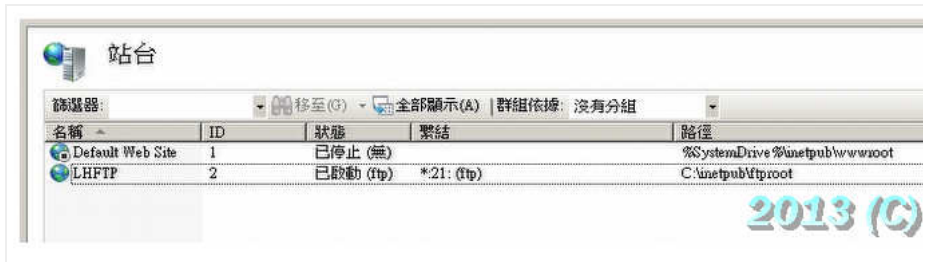 站台
篩選器: 移至(G) 全部顯示(A) 群組依據: 沒有分組
名稱 ID 狀態 繫結 路徑
Default Web Site 1 已停止 (無) %SystemDrive%\inetpub\wwwroot
LHFTP 2 已啟動 (ftp) *:21: (ftp) C:\inetpub\ftproot
2013 (C)